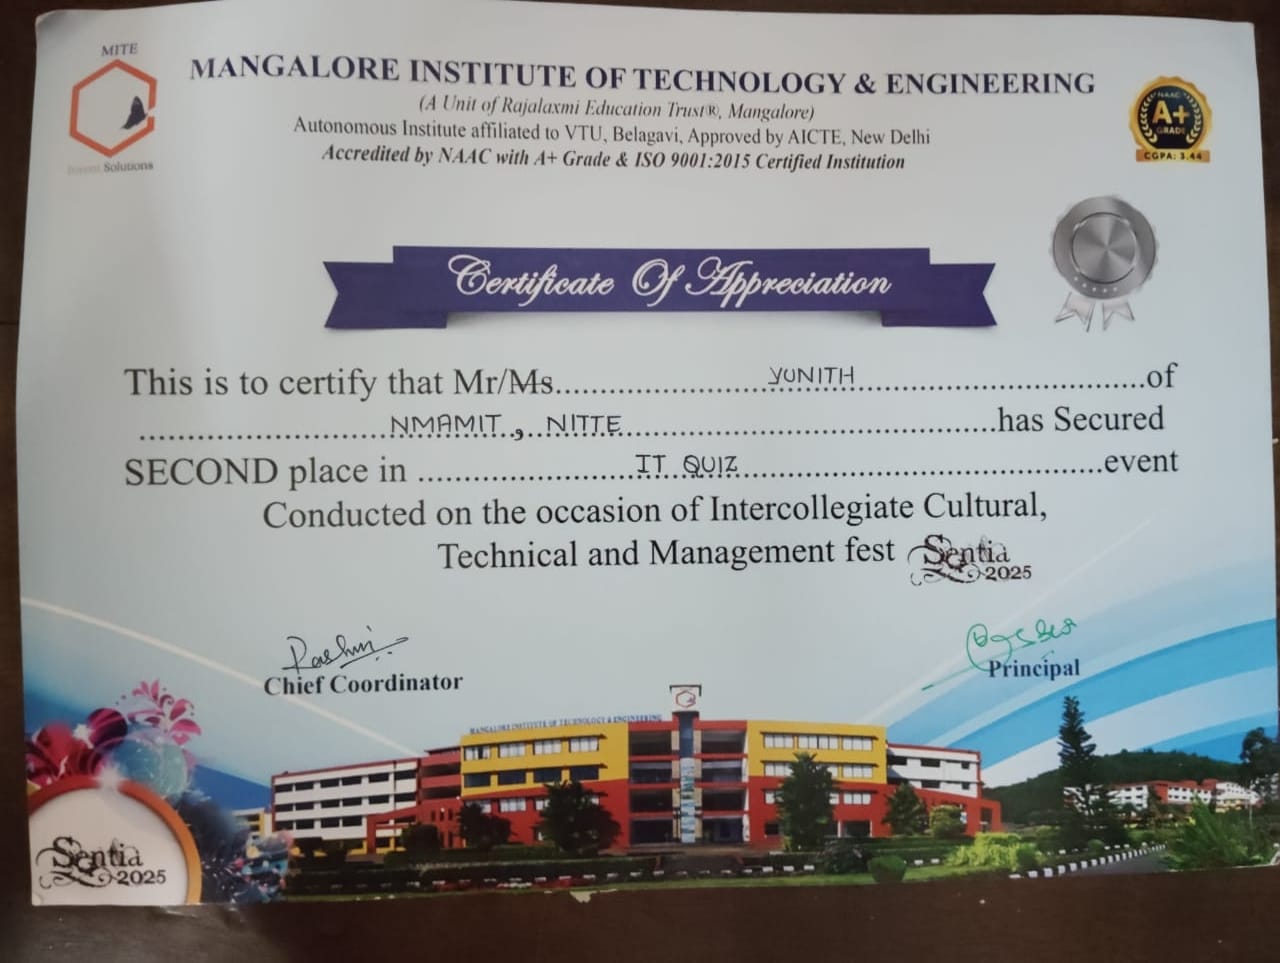 MITE
Invent Solutions
MANGALORE INSTITUTE OF TECHNOLOGY & ENGINEERING
(A Unit of Rajalaxmi Education Trust®, Mangalore)
Autonomous Institute affiliated to VTU, Belagavi, Approved by AICTE, New Delhi
Accredited by NAAC with A+ Grade & ISO 9001:2015 Certified Institution
NAAC
A+
GRADE
CGPA: 3.44
Certificate Of Appreciation
This is to certify that Mr/Ms. YUNITH of
NMAMIT, NITTE has Secured
SECOND place in IT QUIZ event
Conducted on the occasion of Intercollegiate Cultural,
Technical and Management fest Sentia 2025
Rashmi
Chief Coordinator
Principal
MANGALORE INSTITUTE OF TECHNOLOGY & ENGINEERING
Sentia
2025